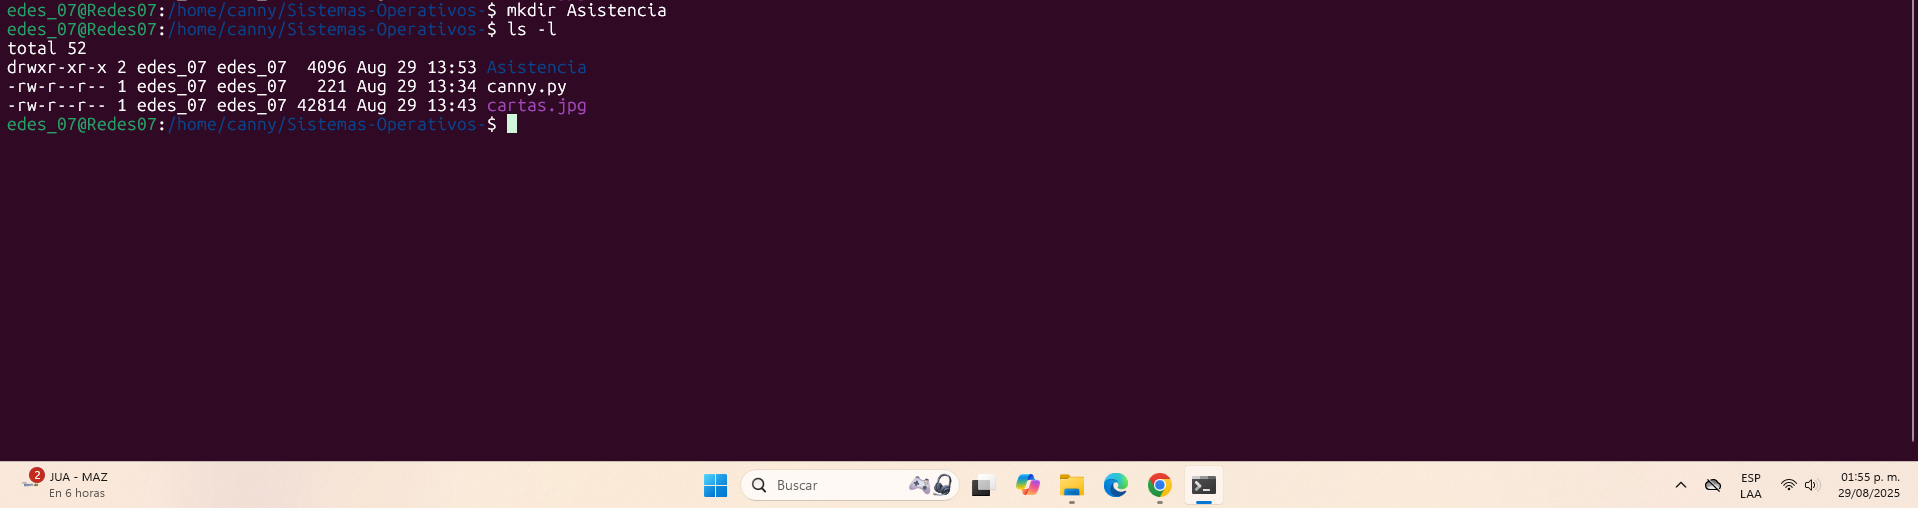 edes_07@Redes07:/home/canny/Sistemas-Operativos-$ mkdir Asistencia
edes_07@Redes07:/home/canny/Sistemas-Operativos-$ ls -l
total 52
drwxr-xr-x 2 edes_07 edes_07  4096 Aug 29 13:53 Asistencia
-rw-r--r-- 1 edes_07 edes_07   221 Aug 29 13:34 canny.py
-rw-r--r-- 1 edes_07 edes_07 42814 Aug 29 13:43 cartas.jpg
edes_07@Redes07:/home/canny/Sistemas-Operativos-$
2
JUA - MAZ
En 6 horas
Buscar
ESP
LAA
01:55 p. m.
29/08/2025